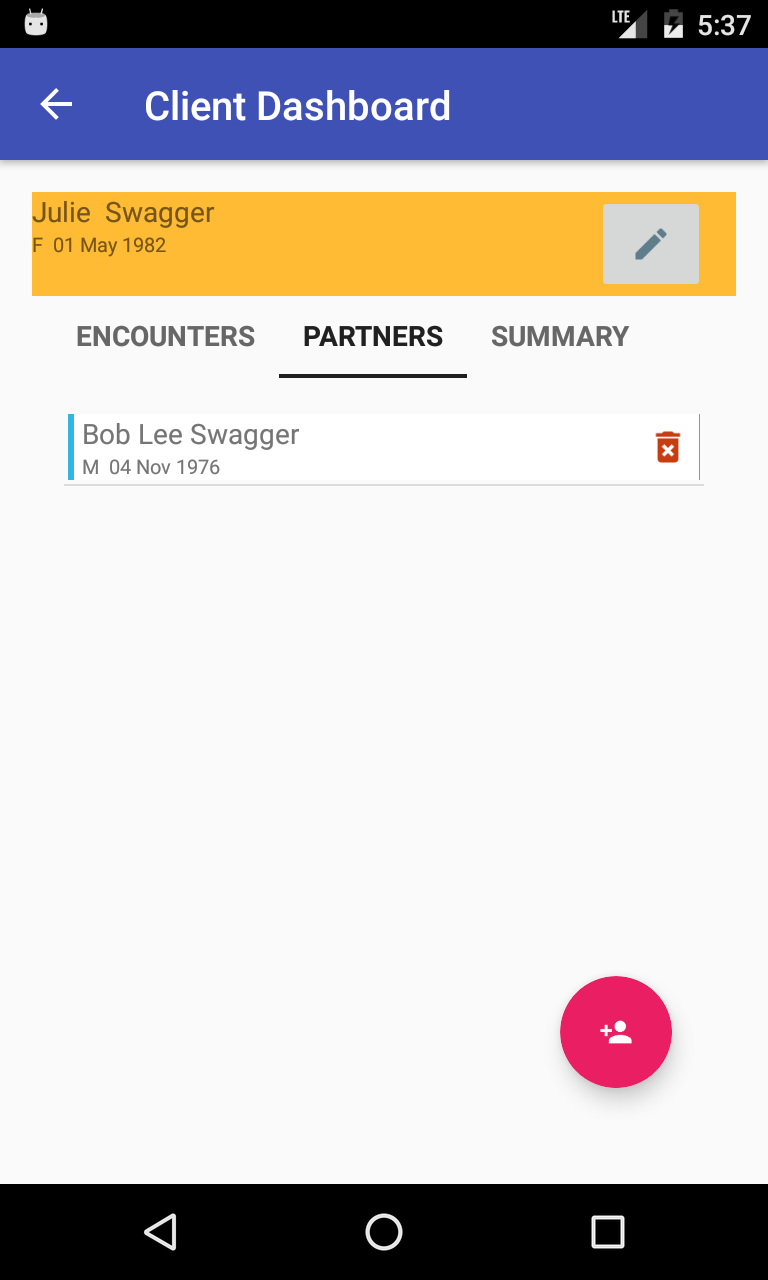 LTE 5:37
Client Dashboard
Julie Swagger
F 01 May 1982
ENCOUNTERS PARTNERS SUMMARY
Bob Lee Swagger
M 04 Nov 1976